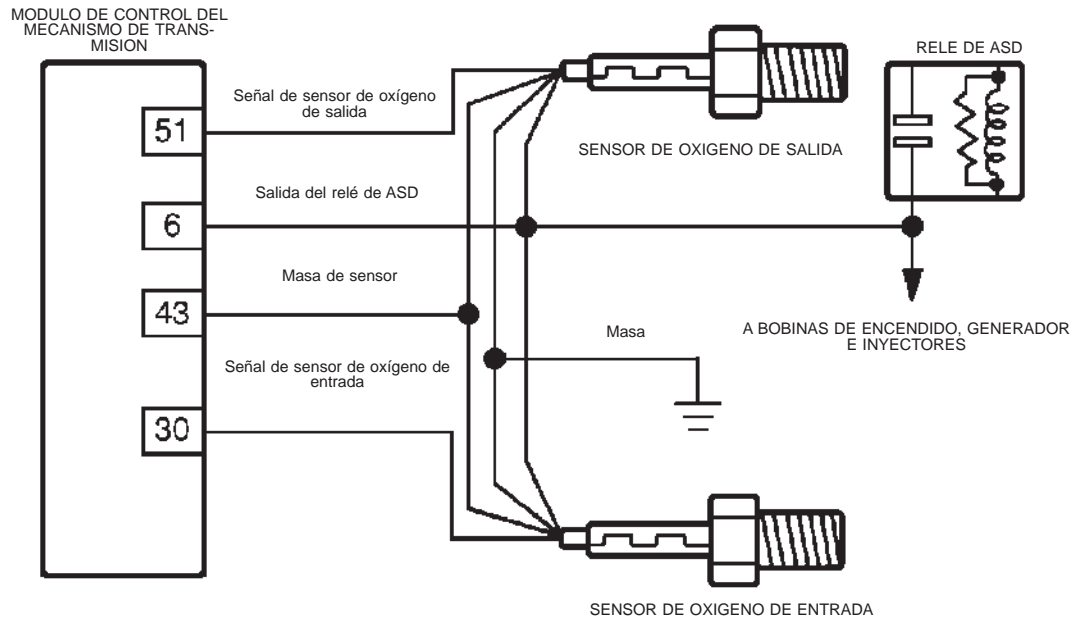 MODULO DE CONTROL DEL
MECANISMO DE TRANS-
MISION
RELE DE ASD
Señal de sensor de oxígeno
de salida
51
SENSOR DE OXIGENO DE SALIDA
Salida del relé de ASD
6
Masa de sensor
43
A BOBINAS DE ENCENDIDO, GENERADOR
E INYECTORES
Masa
Señal de sensor de oxígeno de
entrada
30
SENSOR DE OXIGENO DE ENTRADA